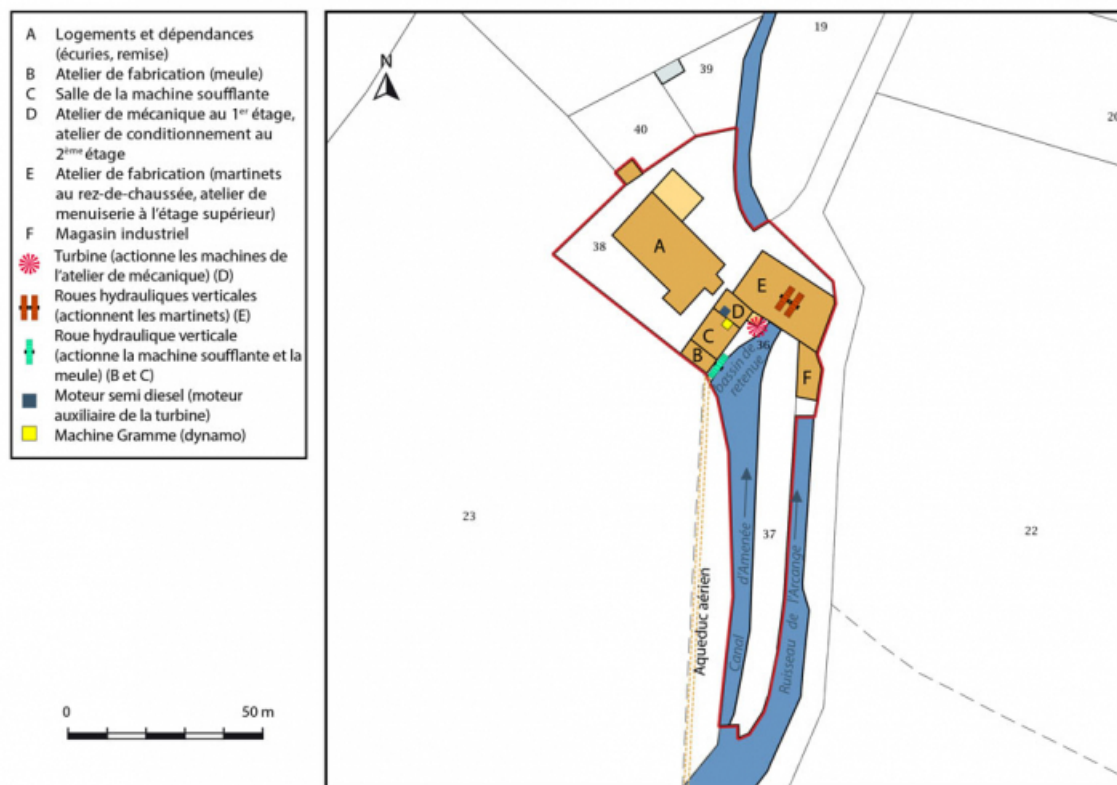 A Logements et dépendances
(écuries, remise)
B Atelier de fabrication (meule)
C Salle de la machine soufflante
D Atelier de mécanique au 1er étage,
atelier de conditionnement au
2ème étage
E Atelier de fabrication (martinets
au rez-de-chaussée, atelier de
menuiserie à l'étage supérieur)
F Magasin industriel
Turbine (actionne les machines de
l'atelier de mécanique) (D)
Roues hydrauliques verticales
(actionnent les martinets) (E)
Roue hydraulique verticale
(actionne la machine soufflante et la
meule) (B et C)
Moteur semi diesel (moteur
auxiliaire de la turbine)
Machine Gramme (dynamo)
0 50 m
N
19
39
20
40
38
A
E
D
C
B
36
F
bassin de
retenue
23
37
22
Aqueduc aérien
Canal d'Amenée
Ruisseau de l'Arcange